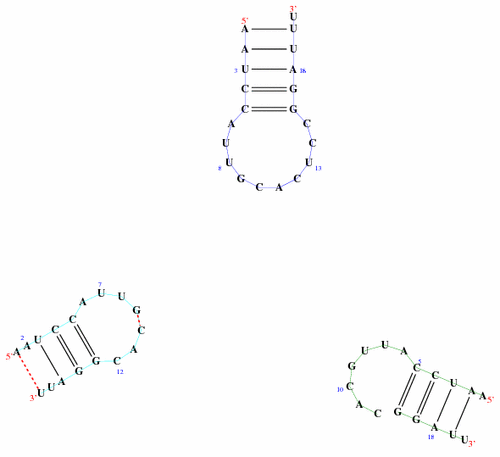 3'
U
5' A U
A U
3 U A 16
C G
C G
A C
U C
8 U U 13
G C
C A
7
A U U
C C G
5' A A 2 U C
U U A G G C A
3' 12
U U A C C U A A 5'
5
G
10 C A C G G A U U 3'
18